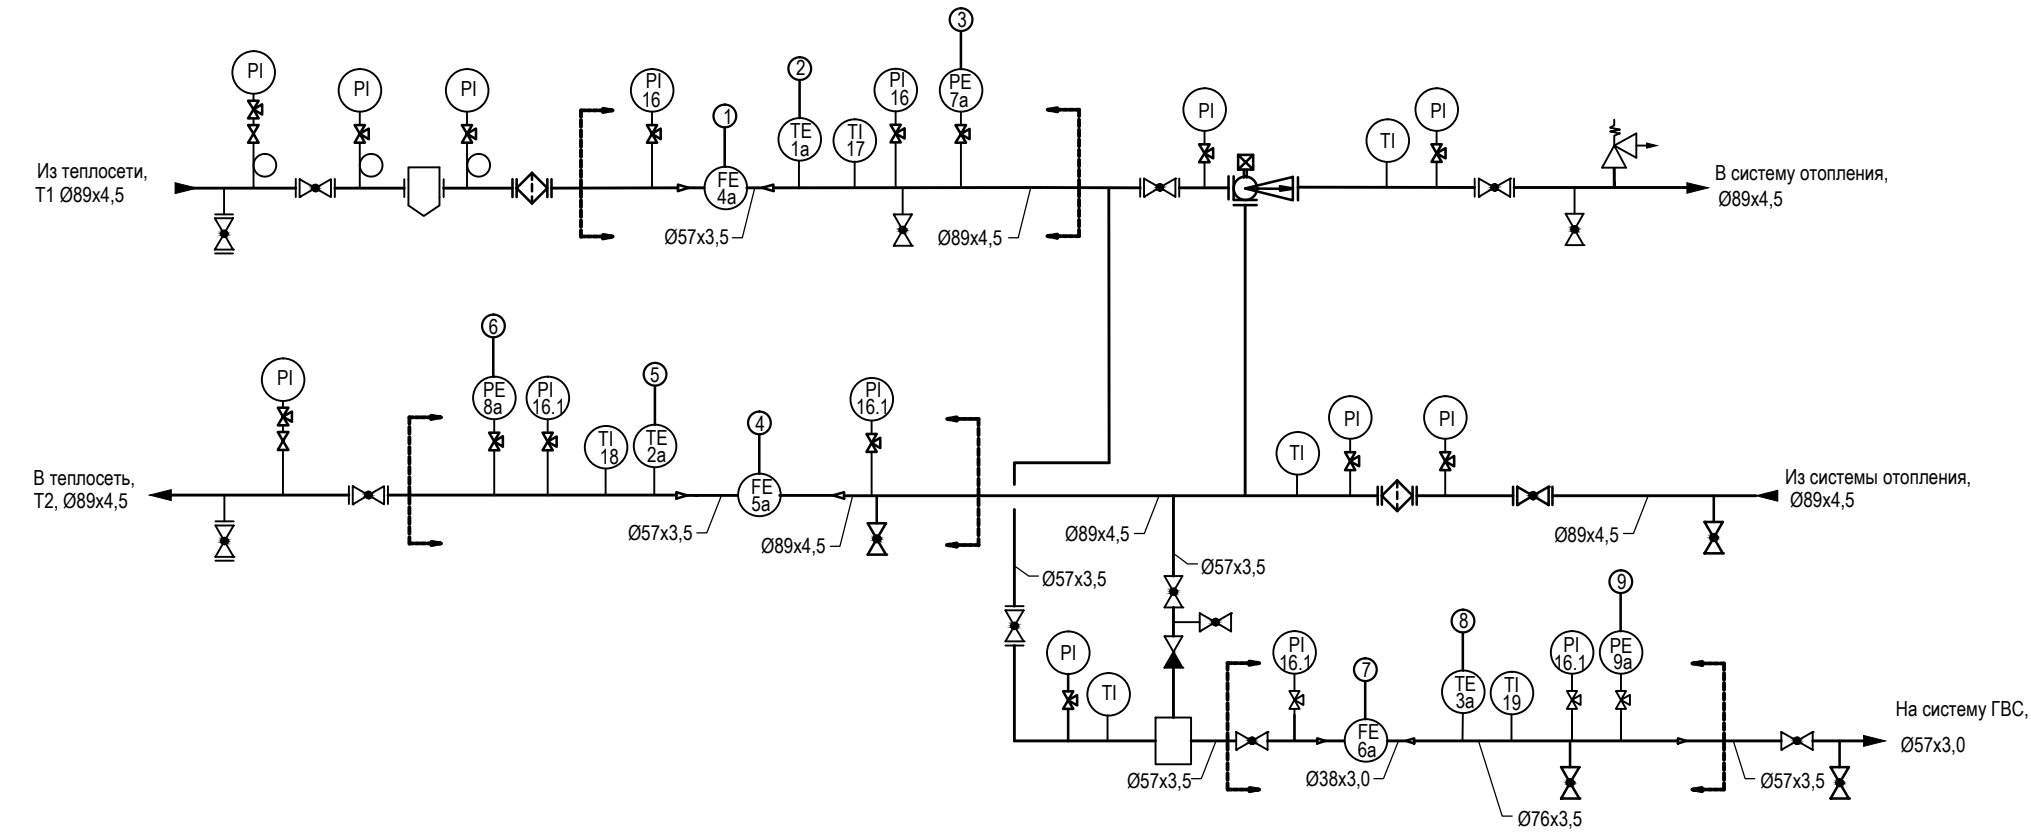 3
PI
2
PI
PI
PI
16
PI
16
PE
7a
PI
PI
1
TE
1a
TI
17
TI
Из теплосети,
T1 Ø89x4,5
FE
4a
В систему отопления,
Ø89x4,5
Ø57x3,5
Ø89x4,5
6
PI
5
PE
8a
PI
16.1
PI
16.1
PI
PI
4
TI
18
TE
2a
TI
В теплосеть,
T2, Ø89x4,5
FE
5a
Из системы отопления,
Ø89x4,5
Ø57x3,5
Ø89x4,5
Ø89x4,5
Ø89x4,5
Ø57x3,5
Ø57x3,5
9
8
PI
PI
16.1
PI
16.1
PE
9a
7
TI
TE
3a
TI
19
FE
6a
На систему ГВС,
Ø57x3,0
Ø57x3,5
Ø38x3,0
Ø57x3,5
Ø76x3,5